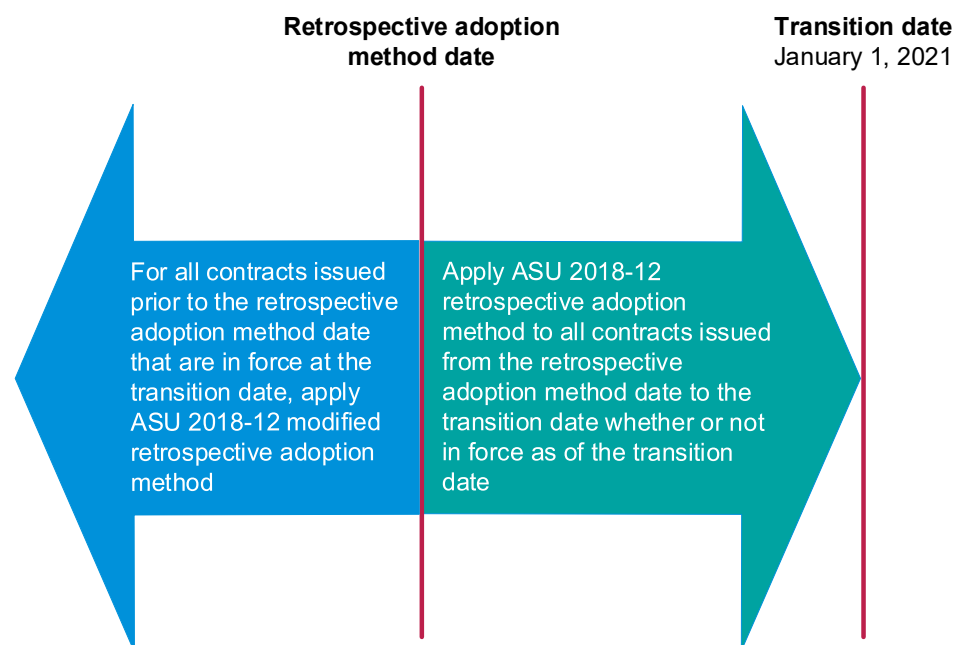 Retrospective adoption
method date
Transition date
January 1, 2021
For all contracts issued
prior to the retrospective
adoption method date
that are in force at the
transition date, apply
ASU 2018-12 modified
retrospective adoption
method
Apply ASU 2018-12
retrospective adoption
method to all contracts issued
from the retrospective
adoption method date to the
transition date whether or not
in force as of the transition
date